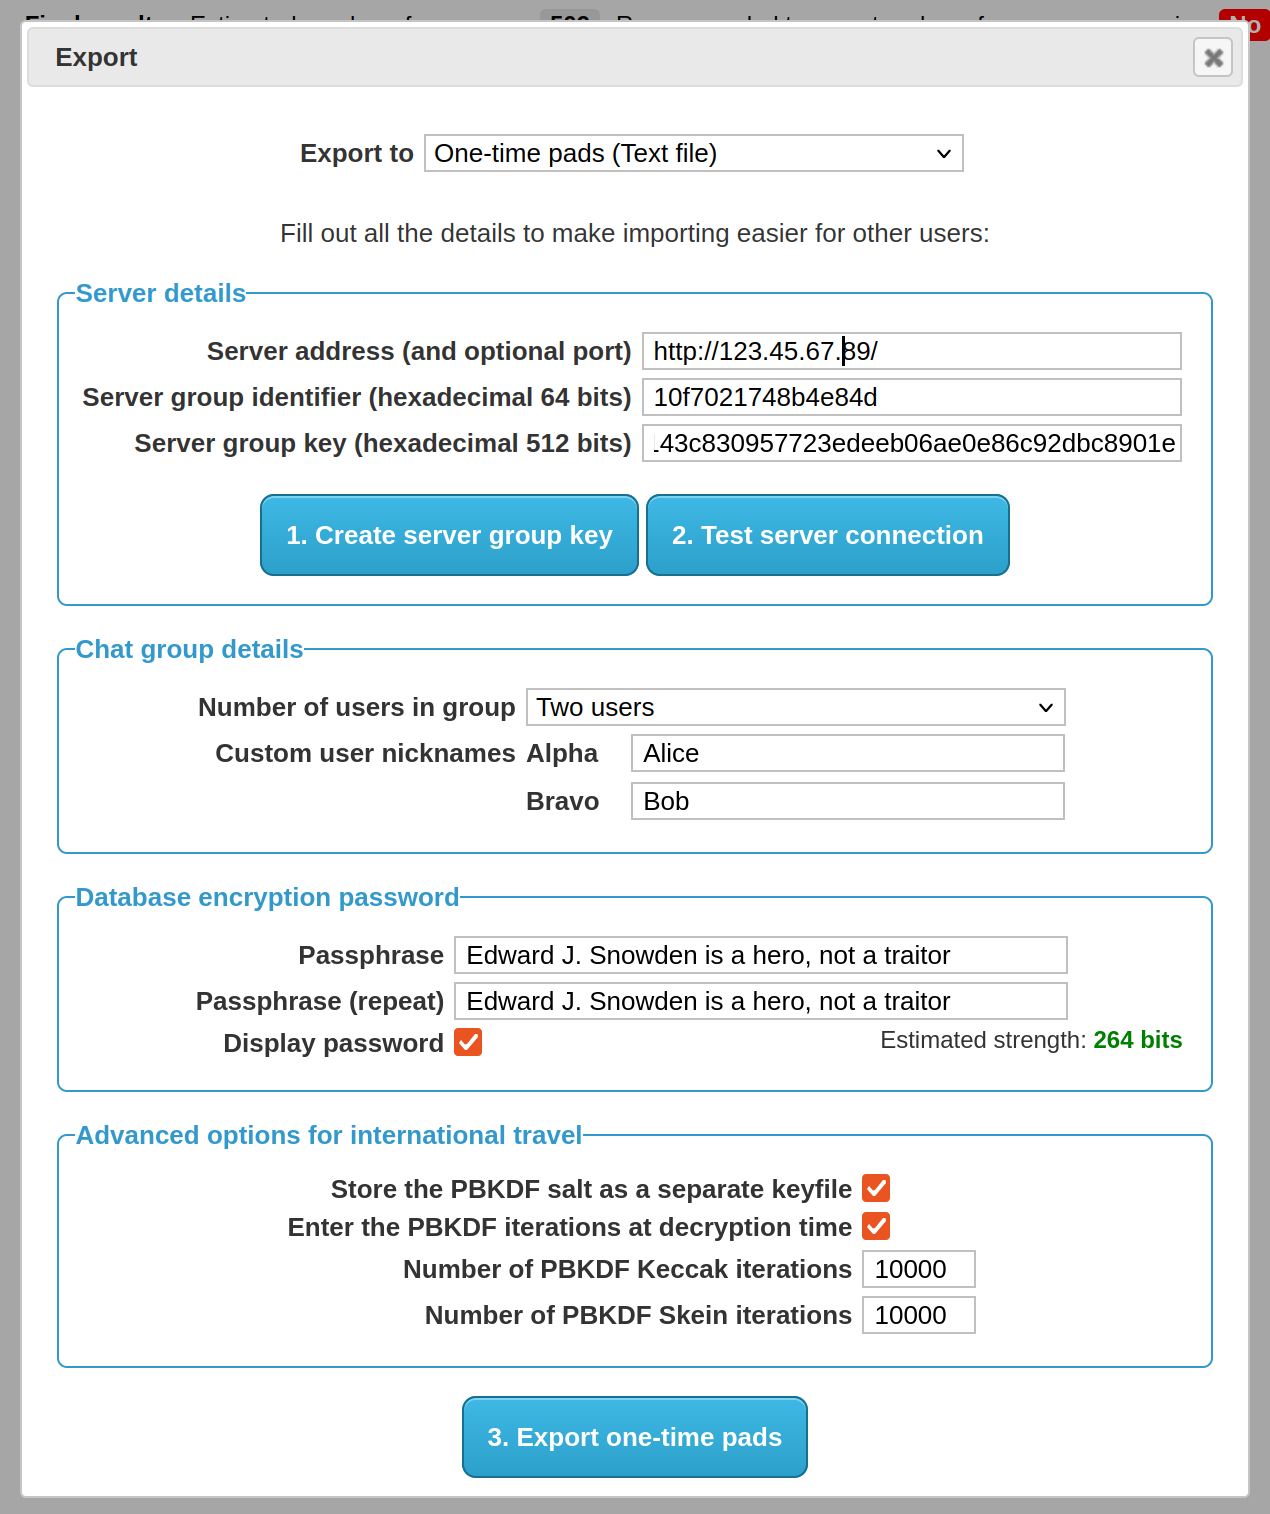 No
Export
Export to One-time pads (Text file)
Fill out all the details to make importing easier for other users:
Server details
Server address (and optional port) http://123.45.67.89/
Server group identifier (hexadecimal 64 bits) 10f7021748b4e84d
Server group key (hexadecimal 512 bits) 43c830957723edeeb06ae0e86c92dbc8901e
1. Create server group key 2. Test server connection
Chat group details
Number of users in group Two users
Custom user nicknames Alpha Alice
Bravo Bob
Database encryption password
Passphrase Edward J. Snowden is a hero, not a traitor
Passphrase (repeat) Edward J. Snowden is a hero, not a traitor
Display password Estimated strength: 264 bits
Advanced options for international travel
Store the PBKDF salt as a separate keyfile
Enter the PBKDF iterations at decryption time
Number of PBKDF Keccak iterations 10000
Number of PBKDF Skein iterations 10000
3. Export one-time pads